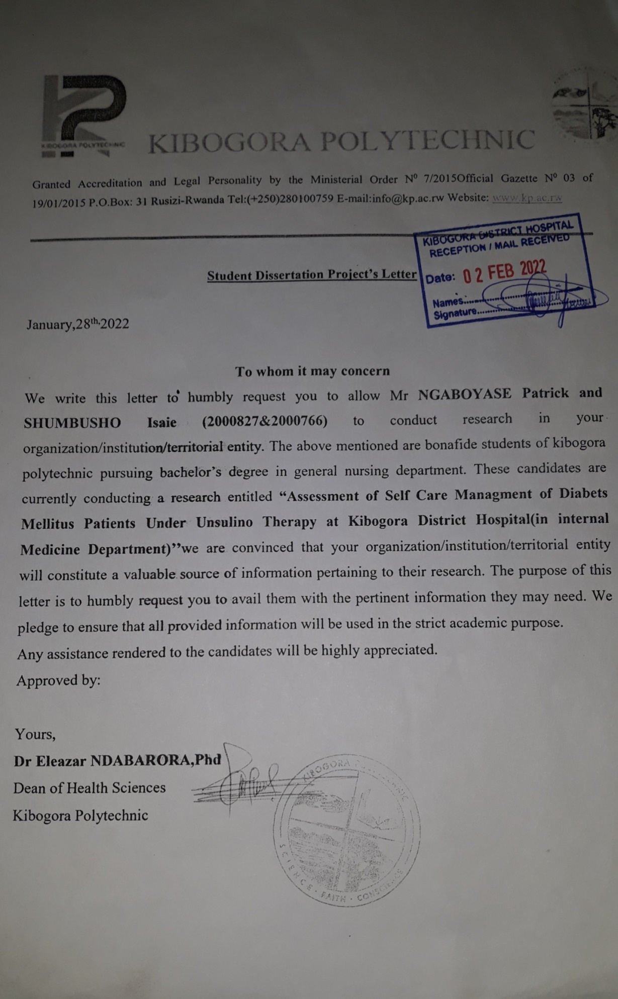 KIBOGORA POLYTECHNIC
KIBOGORA POLYTECHNIC
Granted Accreditation and Legal Personality by the Ministerial Order Nº 7/2015Official Gazette Nº 03 of
19/01/2015 P.O.Box: 31 Rusizi-Rwanda Tel:(+250)280100759 E-mail:info@kp.ac.rw Website: www.kp.ac.rw
KIBOGORA DISTRICT HOSPITAL
RECEPTION / MAIL RECEIVED
Date: 02 FEB 2022
Names......
Signature......
Student Dissertation Project's Letter
January,28th,2022
To whom it may concern
We write this letter to humbly request you to allow Mr NGABOYASE Patrick and
SHUMBUSHO Isaie (2000827&2000766) to conduct research in your
organization/institution/territorial entity. The above mentioned are bonafide students of kibogora
polytechnic pursuing bachelor's degree in general nursing department. These candidates are
currently conducting a research entitled “Assessment of Self Care Managment of Diabets
Mellitus Patients Under Unsulino Therapy at Kibogora District Hospital(in internal
Medicine Department)”we are convinced that your organization/institution/territorial entity
will constitute a valuable source of information pertaining to their research. The purpose of this
letter is to humbly request you to avail them with the pertinent information they may need. We
pledge to ensure that all provided information will be used in the strict academic purpose.
Any assistance rendered to the candidates will be highly appreciated.
Approved by:
Yours,
Dr Eleazar NDABARORA,Phd
Dean of Health Sciences
Kibogora Polytechnic
KIBOGORA POLYTECHNIC
SCIENCE · FAITH · CONSCIENCE